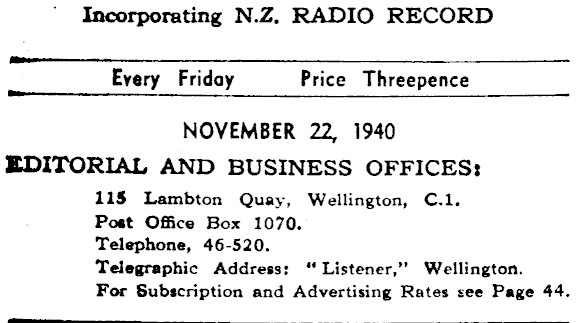 Incorporating N.Z. RADIO RECORD
Every Friday Price Threepence
NOVEMBER 22, 1940
EDITORIAL AND BUSINESS OFFICES:
115 Lambton Quay, Wellington, C.1.
Post Office Box 1070.
Telephone, 46-520.
Telegraphic Address: "Listener," Wellington.
For Subscription and Advertising Rates see Page 44.